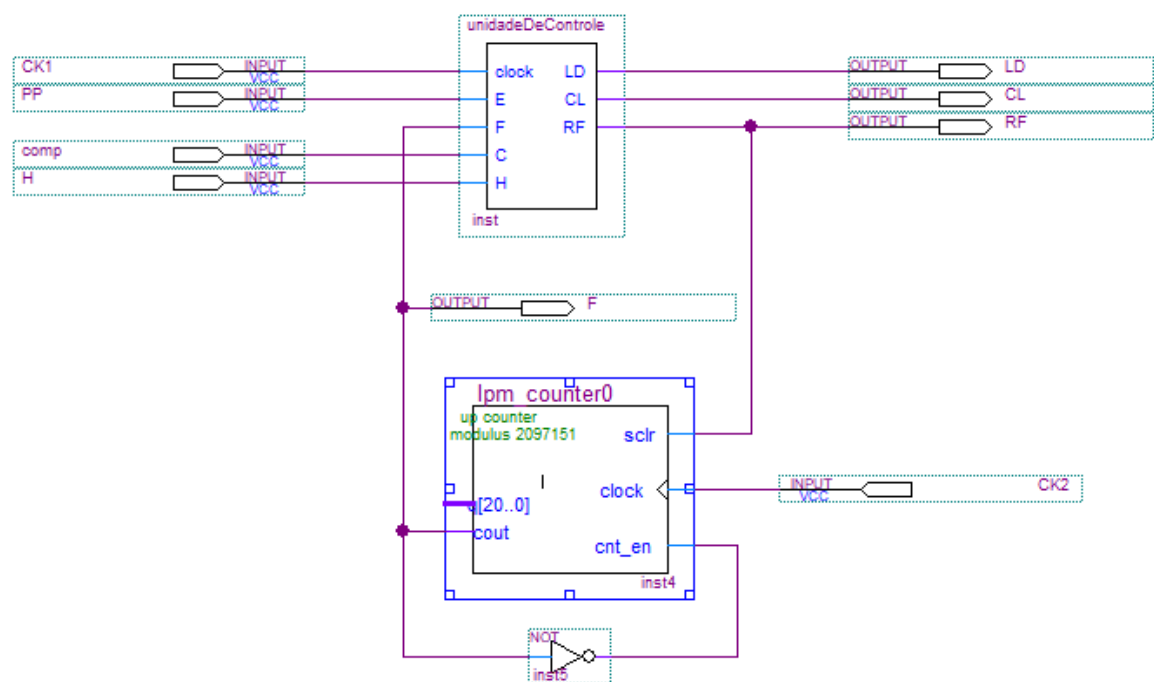 unidadeDeControle
CK1 INPUT VCC clock LD OUTPUT LD
PP INPUT VCC E CL OUTPUT CL
F RF OUTPUT RF
comp INPUT VCC C
H INPUT VCC H
inst
OUTPUT F
lpm_counter0
up counter
modulus 2097151
sclr
clock INPUT VCC CK2
q[20..0]
cout
cnt_en
inst4
NOT
inst5